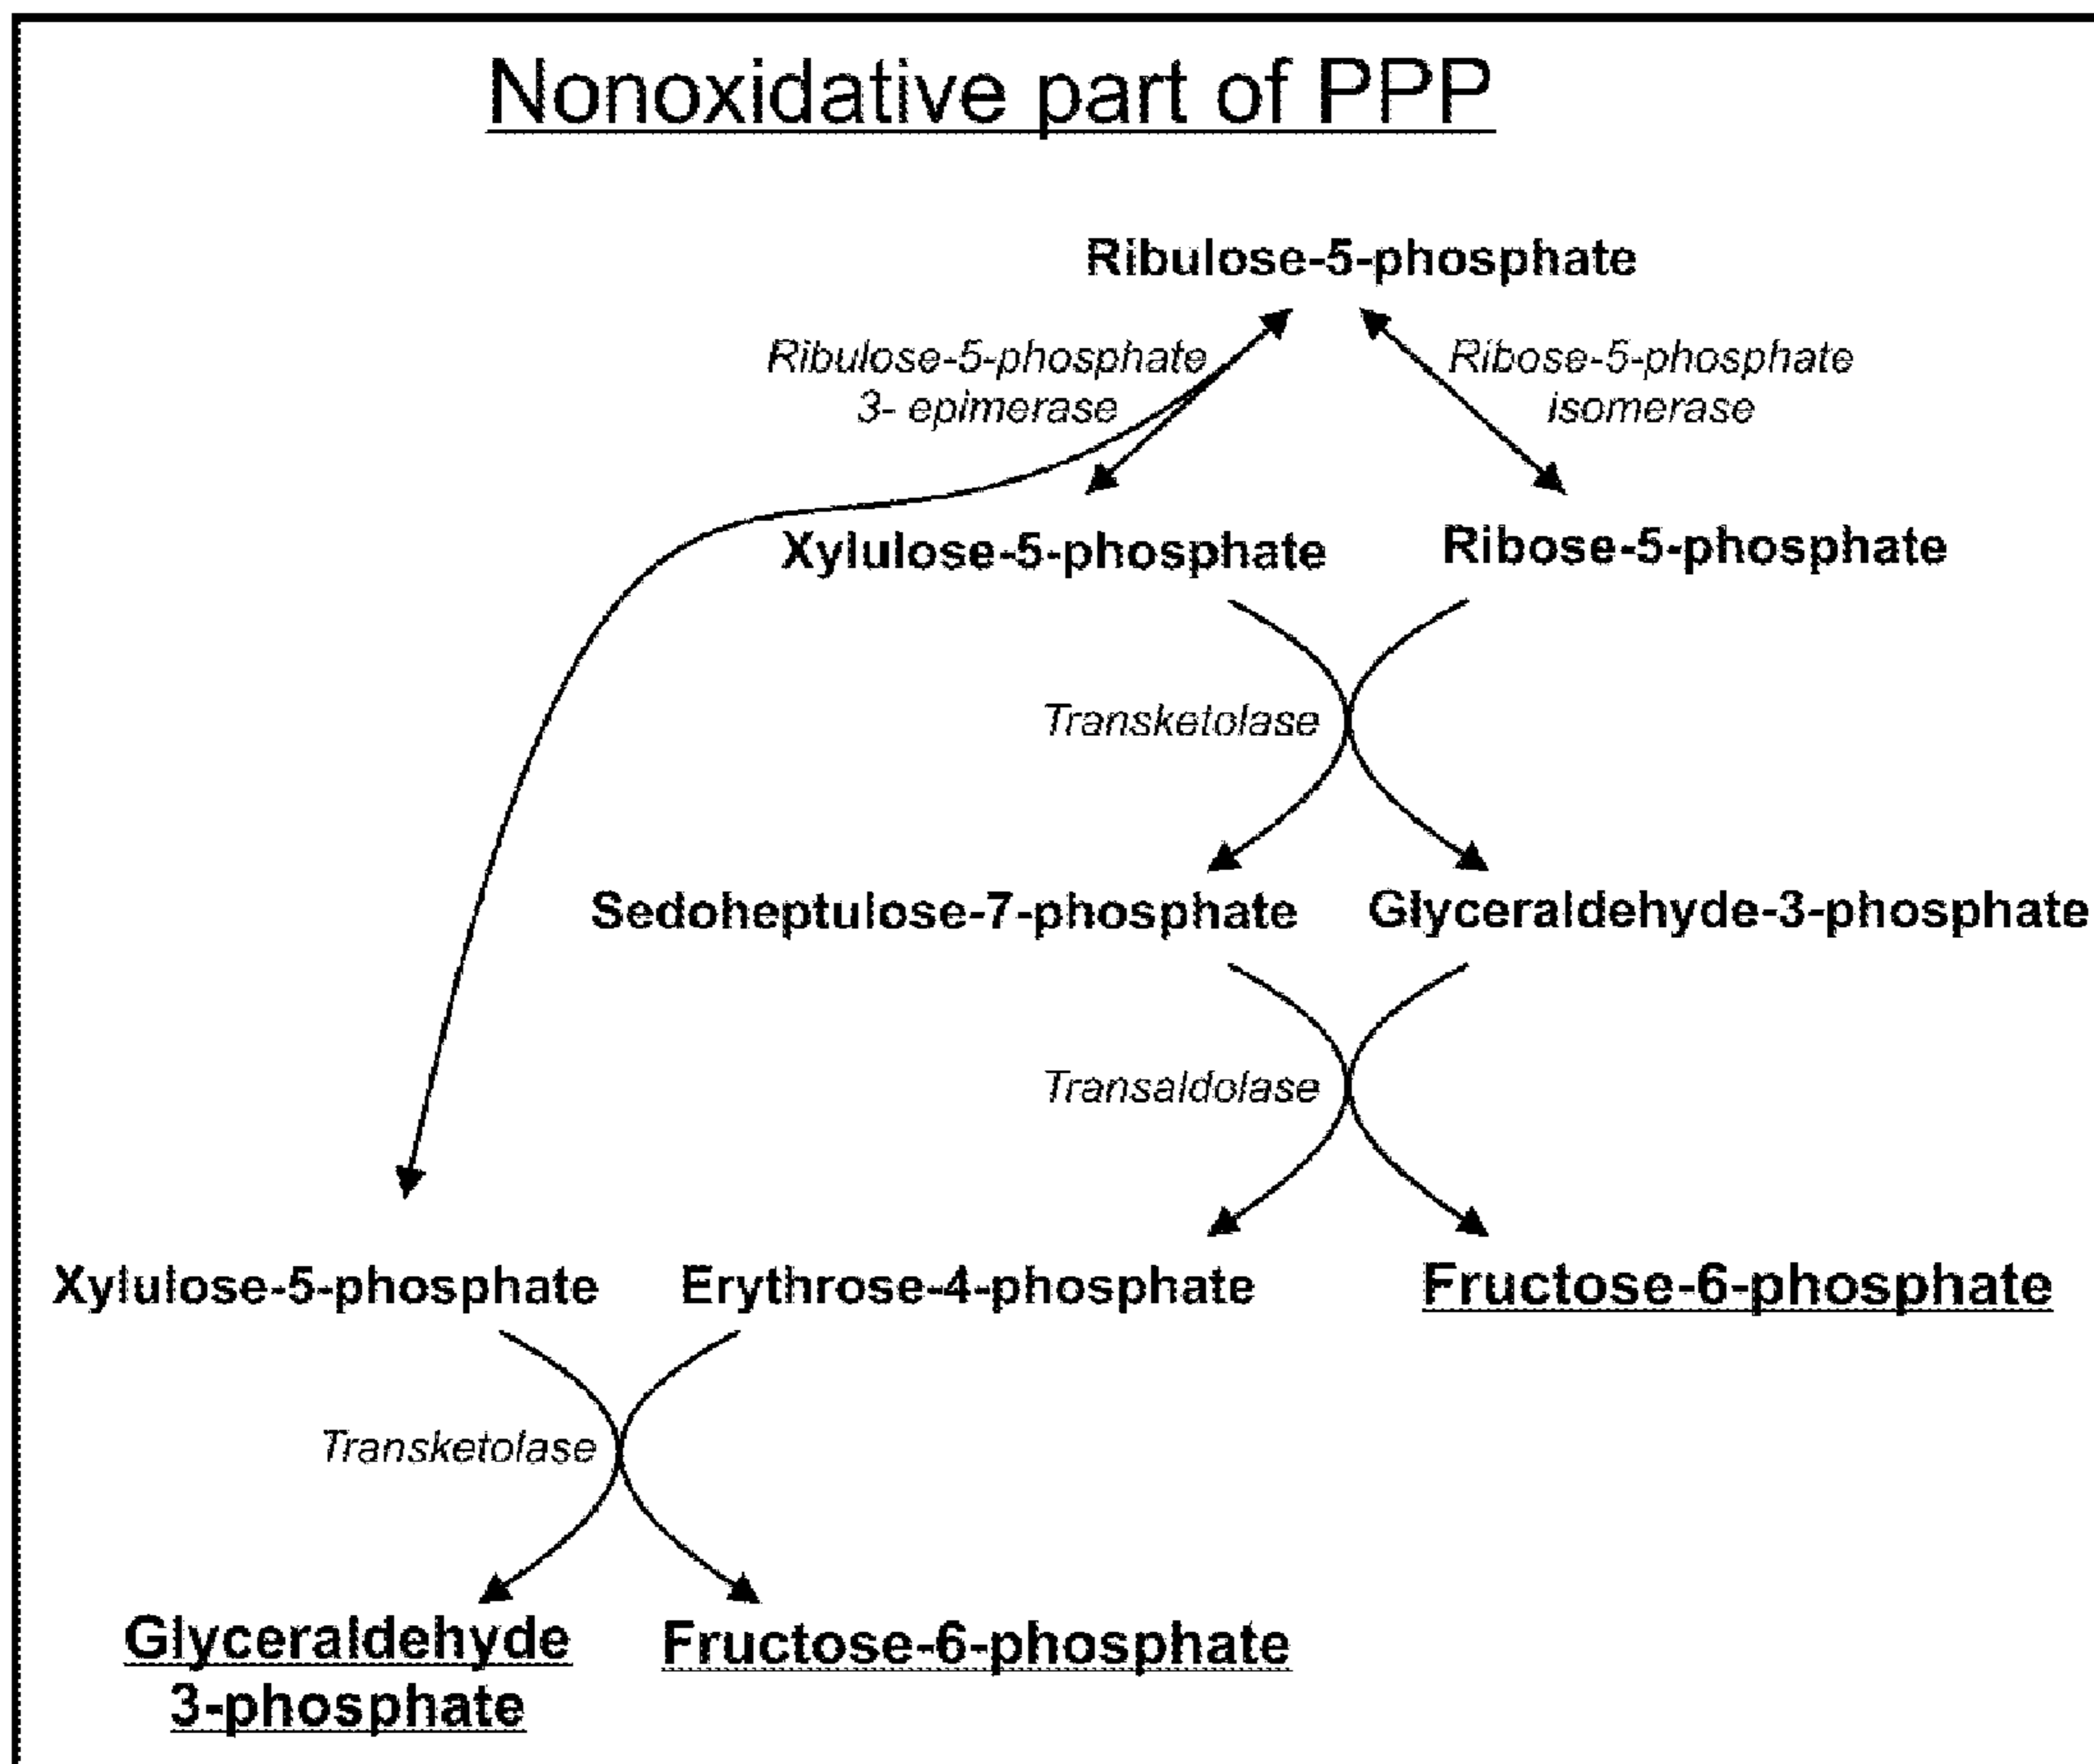 Nonoxidative part of PPP
Ribulose-5-phosphate
Ribulose-5-phosphate
3- epimerase
Ribose-5-phosphate
isomerase
Xylulose-5-phosphate
Ribose-5-phosphate
Transketolase
Sedoheptulose-7-phosphate
Glyceraldehyde-3-phosphate
Transaldolase
Xylulose-5-phosphate
Erythrose-4-phosphate
Fructose-6-phosphate
Transketolase
Glyceraldehyde
3-phosphate
Fructose-6-phosphate